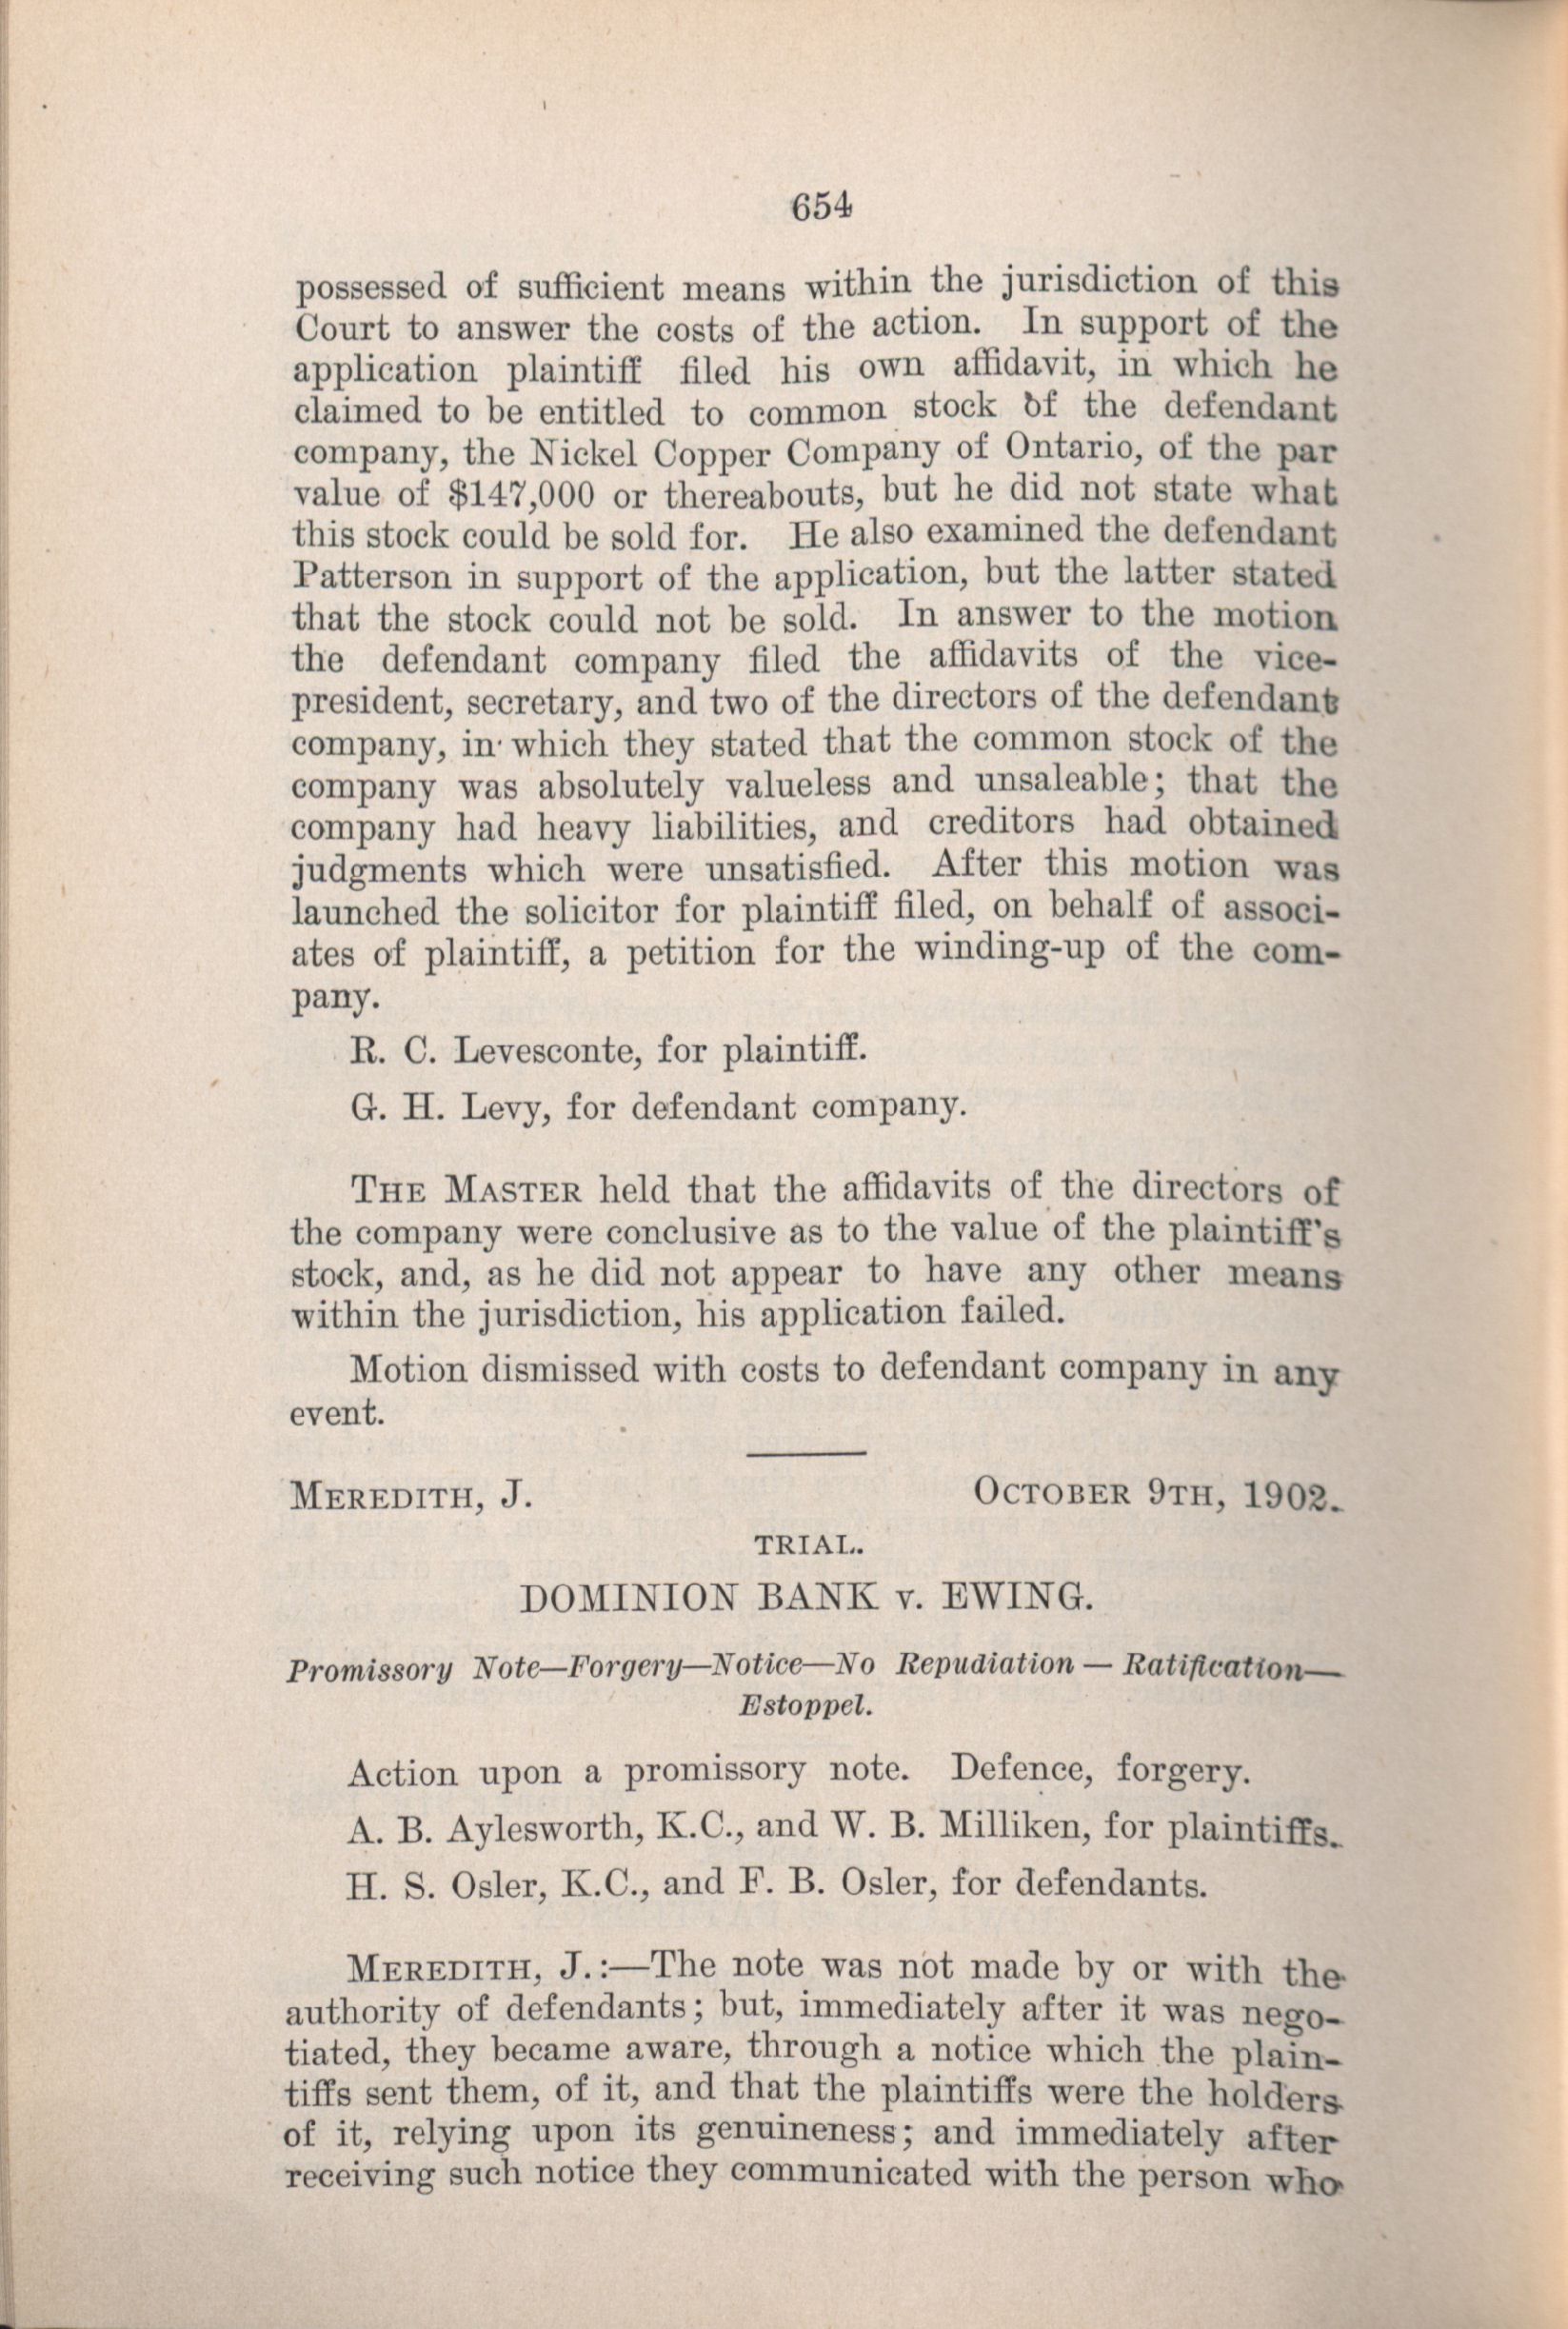 654
possessed of sufficient means within the jurisdiction of this
Court to answer the costs of the action. In support of the
application plaintiff filed his own affidavit, in which he
claimed to be entitled to common stock of the defendant
company, the Nickel Copper Company of Ontario, of the par
value of $147,000 or thereabouts, but he did not state what
this stock could be sold for. He also examined the defendant
Patterson in support of the application, but the latter stated
that the stock could not be sold. In answer to the motion
the defendant company filed the affidavits of the vice-
president, secretary, and two of the directors of the defendant
company, in which they stated that the common stock of the
company was absolutely valueless and unsaleable; that the
company had heavy liabilities, and creditors had obtained
judgments which were unsatisfied. After this motion was
launched the solicitor for plaintiff filed, on behalf of associ-
ates of plaintiff, a petition for the winding-up of the com-
pany.
R. C. Levesconte, for plaintiff.
G. H. Levy, for defendant company.
THE MASTER held that the affidavits of the directors of
the company were conclusive as to the value of the plaintiff's
stock, and, as he did not appear to have any other means
within the jurisdiction, his application failed.
Motion dismissed with costs to defendant company in any
event.
MEREDITH, J. OCTOBER 9TH, 1902.
TRIAL.
DOMINION BANK v. EWING.
Promissory Note—Forgery—Notice—No Repudiation — Ratification—
Estoppel.
Action upon a promissory note. Defence, forgery.
A. B. Aylesworth, K.C., and W. B. Milliken, for plaintiffs.
H. S. Osler, K.C., and F. B. Osler, for defendants.
MEREDITH, J.:—The note was not made by or with the
authority of defendants; but, immediately after it was nego-
tiated, they became aware, through a notice which the plain-
tiffs sent them, of it, and that the plaintiffs were the holders
of it, relying upon its genuineness; and immediately after
receiving such notice they communicated with the person who